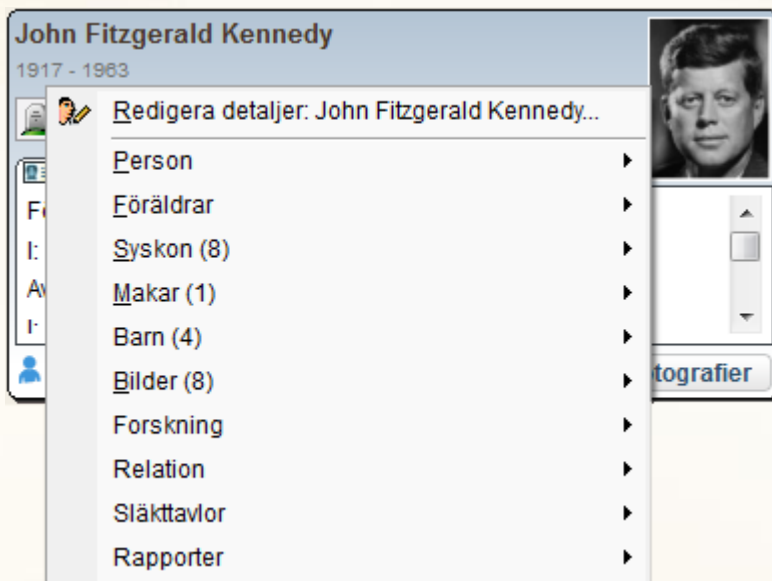 John Fitzgerald Kennedy
1917 - 1963
Redigera detaljer: John Fitzgerald Kennedy...
Person
Föräldrar
Syskon (8)
Makar (1)
Barn (4)
Bilder (8)
Forskning
Relation
Släkttavlor
Rapporter
I:
tografier